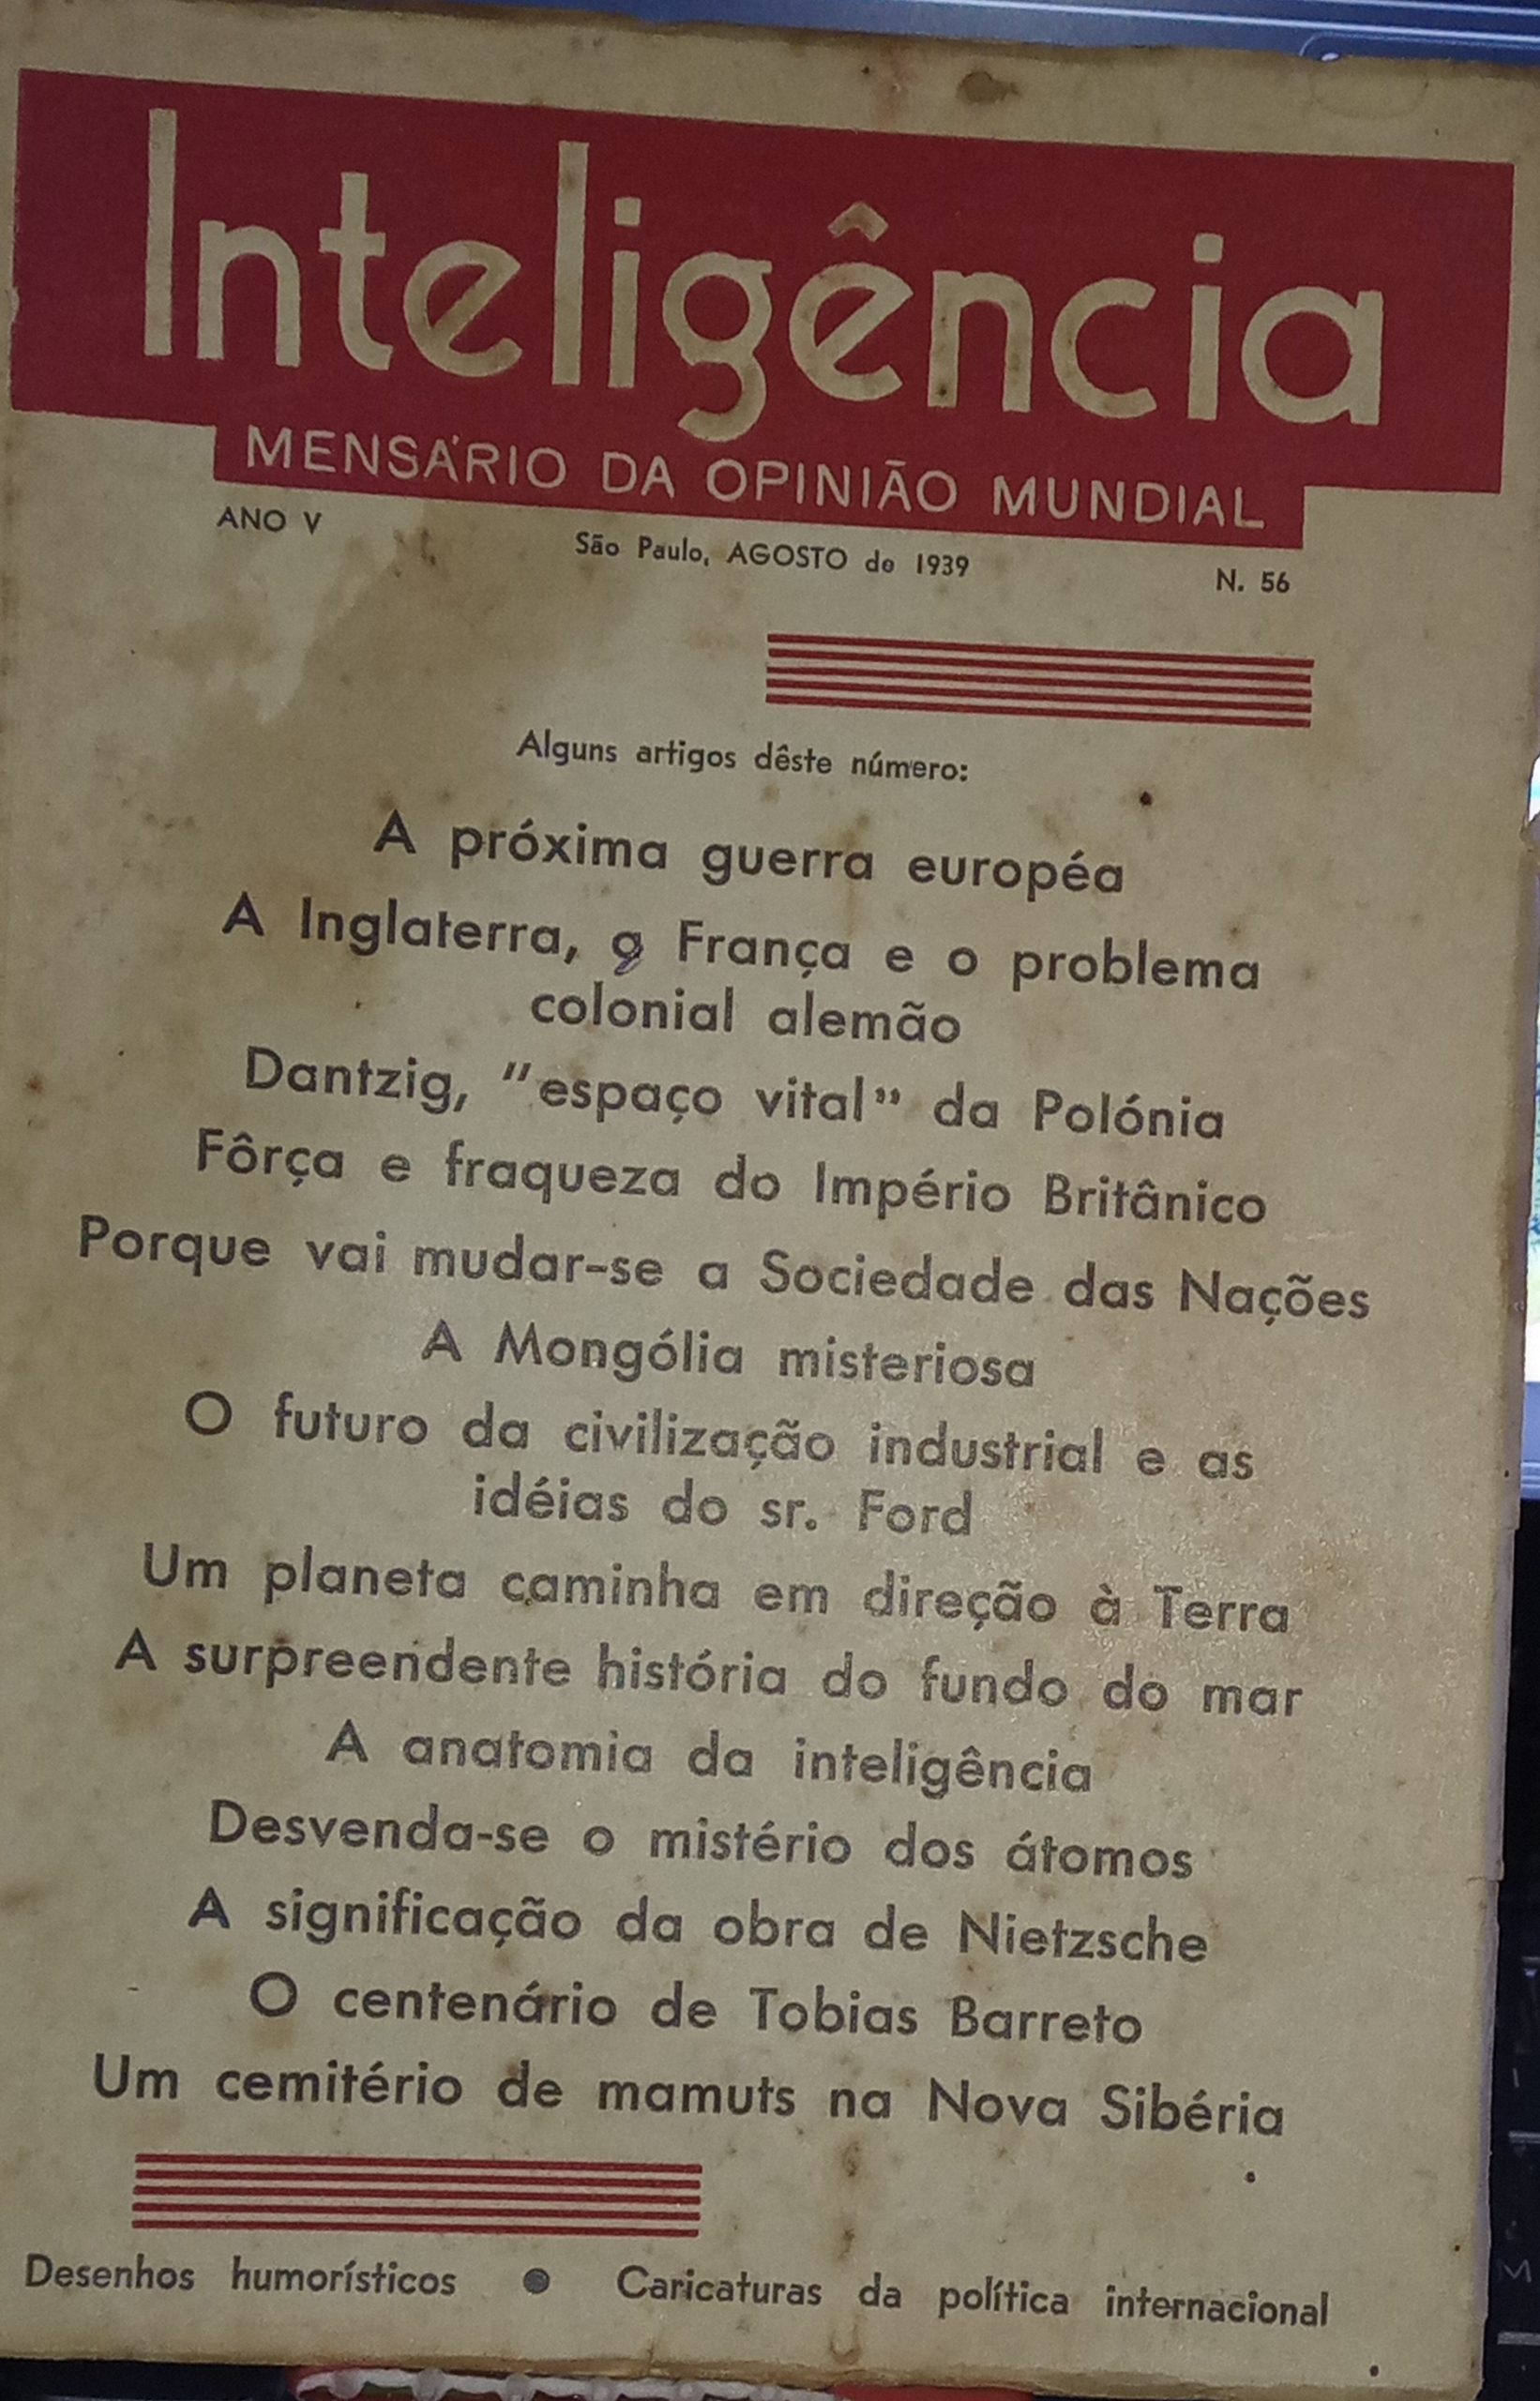 Inteligência
MENSÁRIO DA OPINIÃO MUNDIAL
ANO V São Paulo, AGOSTO de 1939 N. 56
Alguns artigos dêste número:
A próxima guerra européa
A Inglaterra, a França e o problema
colonial alemão
Dantzig, "espaço vital" da Polónia
Fôrça e fraqueza do Império Britânico
Porque vai mudar-se a Sociedade das Nações
A Mongólia misteriosa
O futuro da civilização industrial e as
idéias do sr. Ford
Um planeta caminha em direção à Terra
A surpreendente história do fundo do mar
A anatomia da inteligência
Desvenda-se o mistério dos átomos
A significação da obra de Nietzsche
O centenário de Tobias Barreto
Um cemitério de mamuts na Nova Sibéria
Desenhos humorísticos ● Caricaturas da política internacional